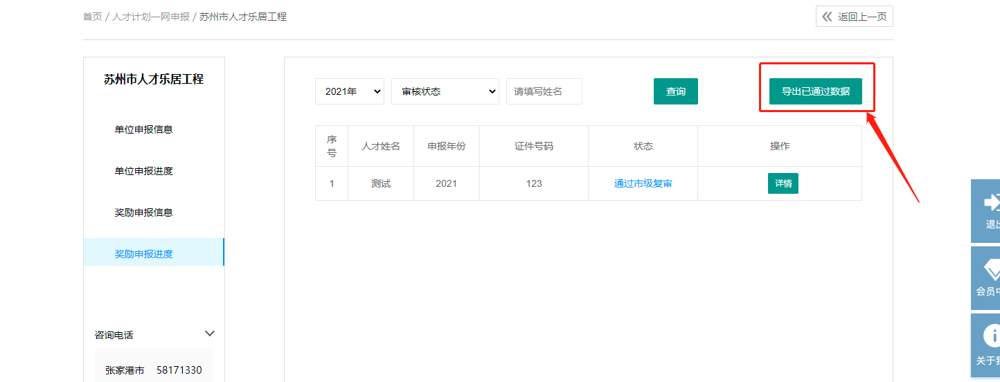 首页 / 人才计划一网申报 / 苏州市人才乐居工程
返回上一页
苏州市人才乐居工程
单位申报信息
单位申报进度
奖励申报信息
奖励申报进度
咨询电话
张家港市 58171330
2021年 审核状态 请填写姓名 查询 导出已通过数据
序号 人才姓名 申报年份 证件号码 状态 操作
1 测试 2021 123 通过市级复审 详情
退出
会员中
关于我